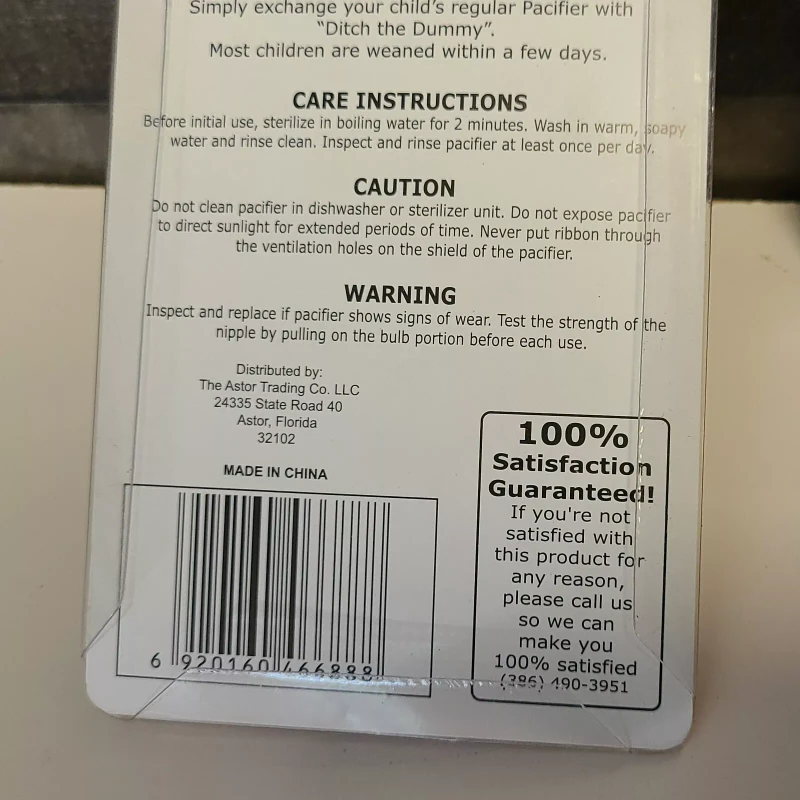 Simply exchange your child's regular Pacifier with
"Ditch the Dummy".
Most children are weaned within a few days.
CARE INSTRUCTIONS
Before initial use, sterilize in boiling water for 2 minutes. Wash in warm, soapy
water and rinse clean. Inspect and rinse pacifier at least once per day.
CAUTION
Do not clean pacifier in dishwasher or sterilizer unit. Do not expose pacifier
to direct sunlight for extended periods of time. Never put ribbon through
the ventilation holes on the shield of the pacifier.
WARNING
Inspect and replace if pacifier shows signs of wear. Test the strength of the
nipple by pulling on the bulb portion before each use.
Distributed by:
The Astor Trading Co. LLC
24335 State Road 40
Astor, Florida
32102
MADE IN CHINA
6 920160 466888
100%
Satisfaction
Guaranteed!
If you're not
satisfied with
this product for
any reason,
please call us
so we can
make you
100% satisfied
(386) 490-3951